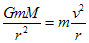 GmM/r² = m v²/r